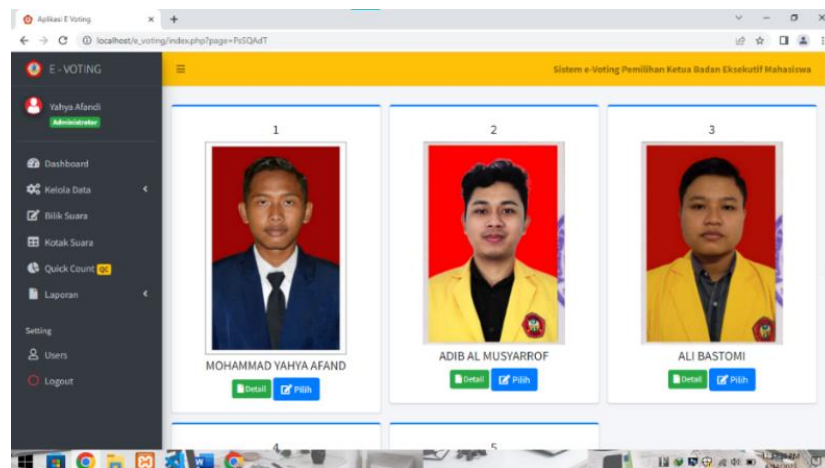 Aplikasi E Voting
localhost/e_voting/index.php?page=PsSQAdT
E - VOTING
Sistem e-Voting Pemilihan Ketua Badan Eksekutif Mahasiswa
Yahya Afandi
Administrator
Dashboard
Kelola Data
Bilik Suara
Kotak Suara
Quick Count QC
Laporan
Setting
Users
Logout
1
MOHAMMAD YAHYA AFAND
Detail Pilih
2
ADIB AL MUSYARROF
Detail Pilih
3
ALI BASTOMI
Detail Pilih
4
5